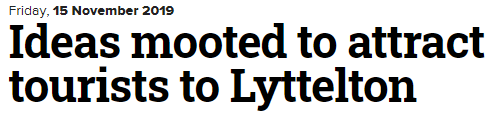 Friday, 15 November 2019
Ideas mooted to attract
tourists to Lyttelton